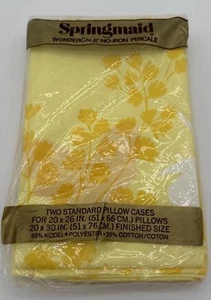 Springmaid
WONDERCALE® NO-IRON PERCALE
TWO STANDARD PILLOW CASES
FOR 20 x 26 IN. (51 x 66 CM.) PILLOWS
20 x 30 IN. (51 x 76 CM.) FINISHED SIZE
65% KODEL® POLYESTER • 35% COTTON/COTON